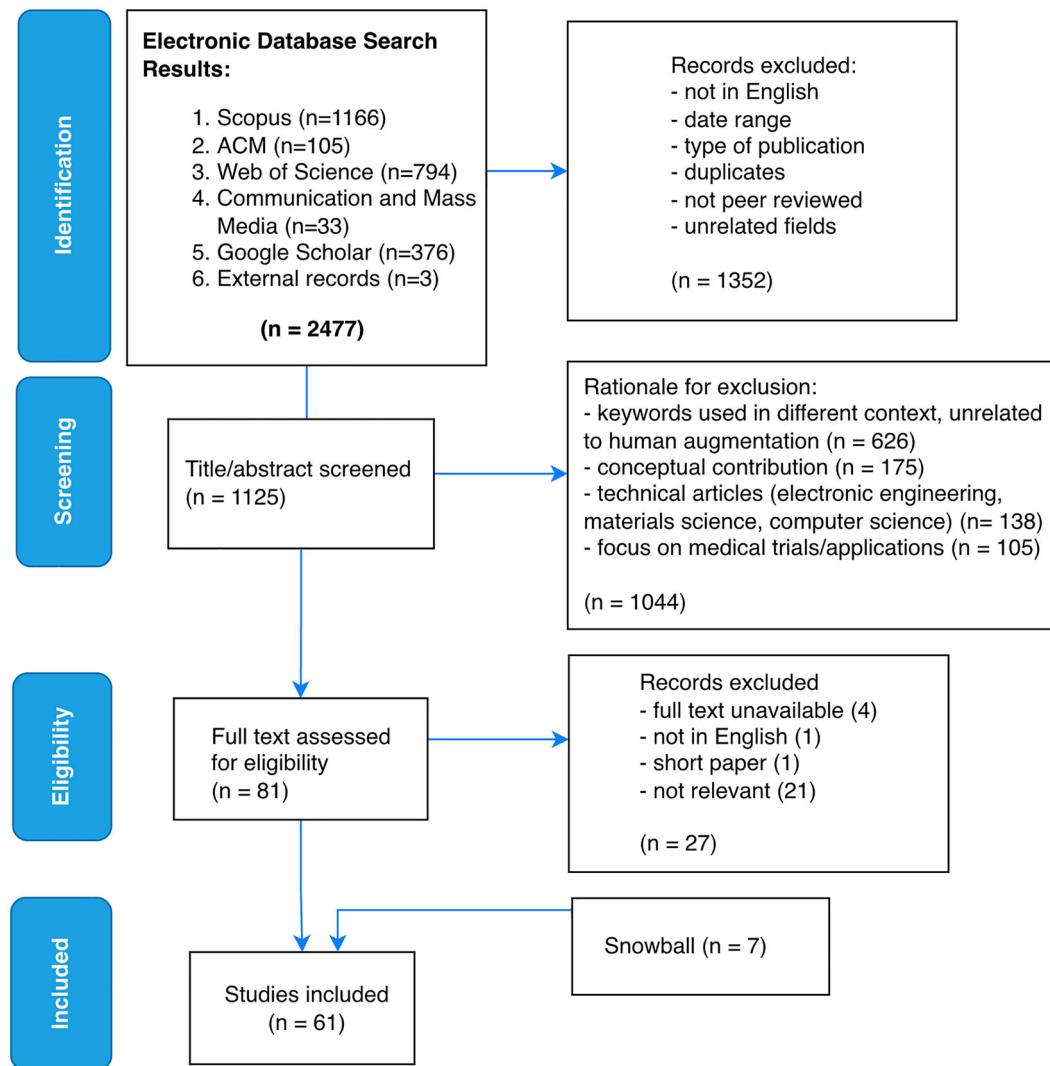 Identification
Electronic Database Search
Results:
1. Scopus (n=1166)
2. ACM (n=105)
3. Web of Science (n=794)
4. Communication and Mass
Media (n=33)
5. Google Scholar (n=376)
6. External records (n=3)
(n = 2477)
Records excluded:
- not in English
- date range
- type of publication
- duplicates
- not peer reviewed
- unrelated fields
(n = 1352)
Screening
Title/abstract screened
(n = 1125)
Rationale for exclusion:
- keywords used in different context, unrelated
to human augmentation (n = 626)
- conceptual contribution (n = 175)
- technical articles (electronic engineering,
materials science, computer science) (n= 138)
- focus on medical trials/applications (n = 105)
(n = 1044)
Eligibility
Full text assessed
for eligibility
(n = 81)
Records excluded
- full text unavailable (4)
- not in English (1)
- short paper (1)
- not relevant (21)
(n = 27)
Included
Studies included
(n = 61)
Snowball (n = 7)